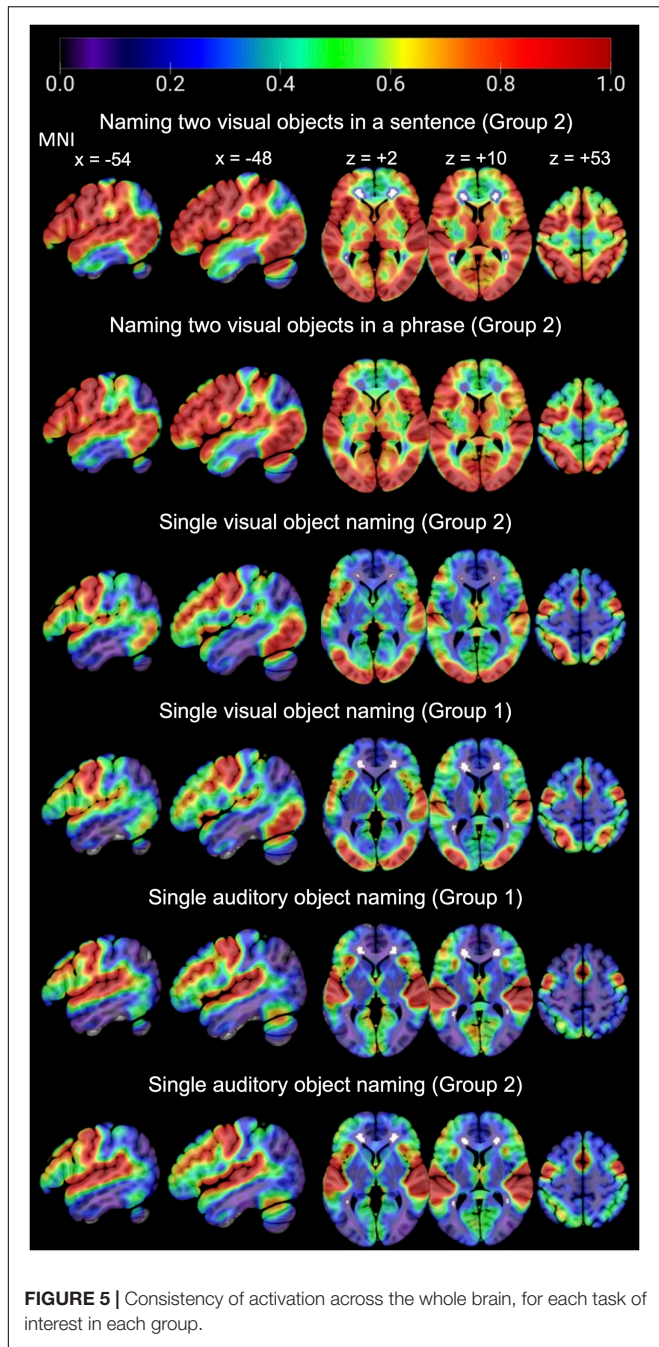 0.0 0.2 0.4 0.6 0.8 1.0
Naming two visual objects in a sentence (Group 2)
MNI
x = -54 x = -48 z = +2 z = +10 z = +53
Naming two visual objects in a phrase (Group 2)
Single visual object naming (Group 2)
Single visual object naming (Group 1)
Single auditory object naming (Group 1)
Single auditory object naming (Group 2)
FIGURE 5 | Consistency of activation across the whole brain, for each task of
interest in each group.